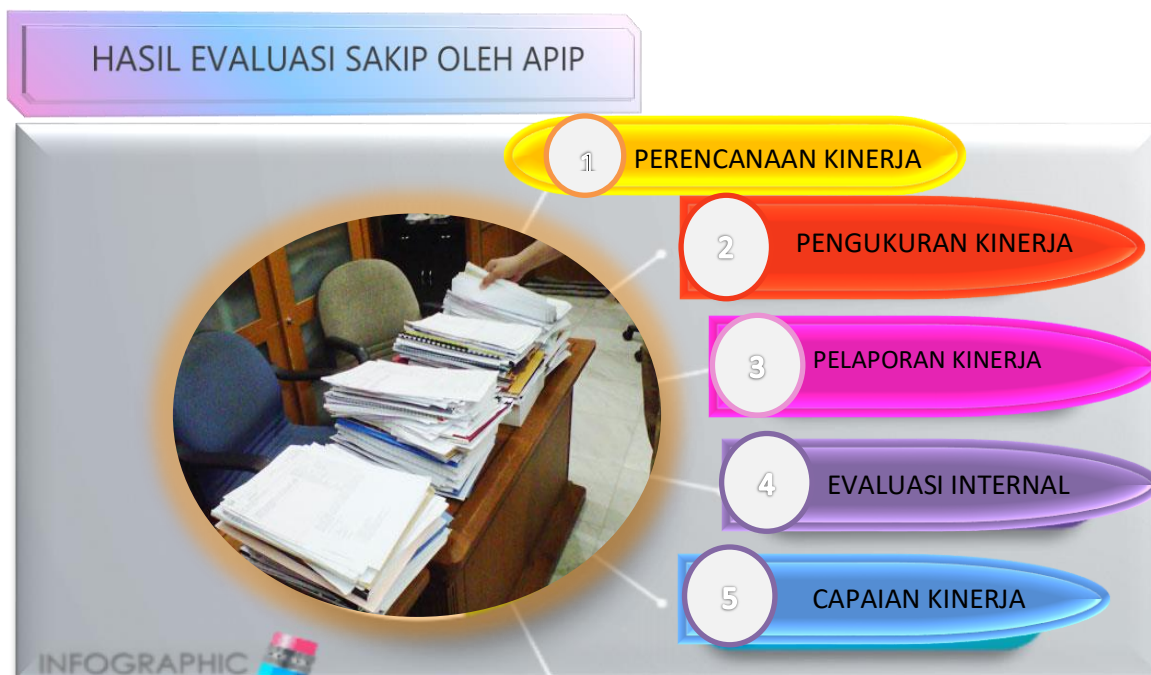 HASIL EVALUASI SAKIP OLEH APIP
1 PERENCANAAN KINERJA
2 PENGUKURAN KINERJA
3 PELAPORAN KINERJA
4 EVALUASI INTERNAL
5 CAPAIAN KINERJA
INFOGRAPHIC